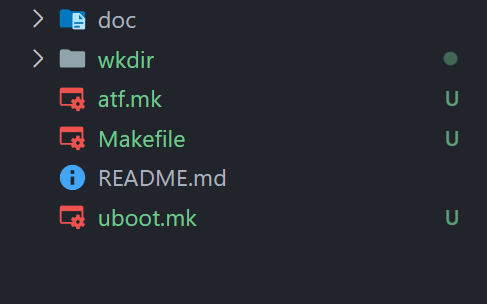 doc
wkdir
atf.mk U
Makefile U
README.md
uboot.mk U